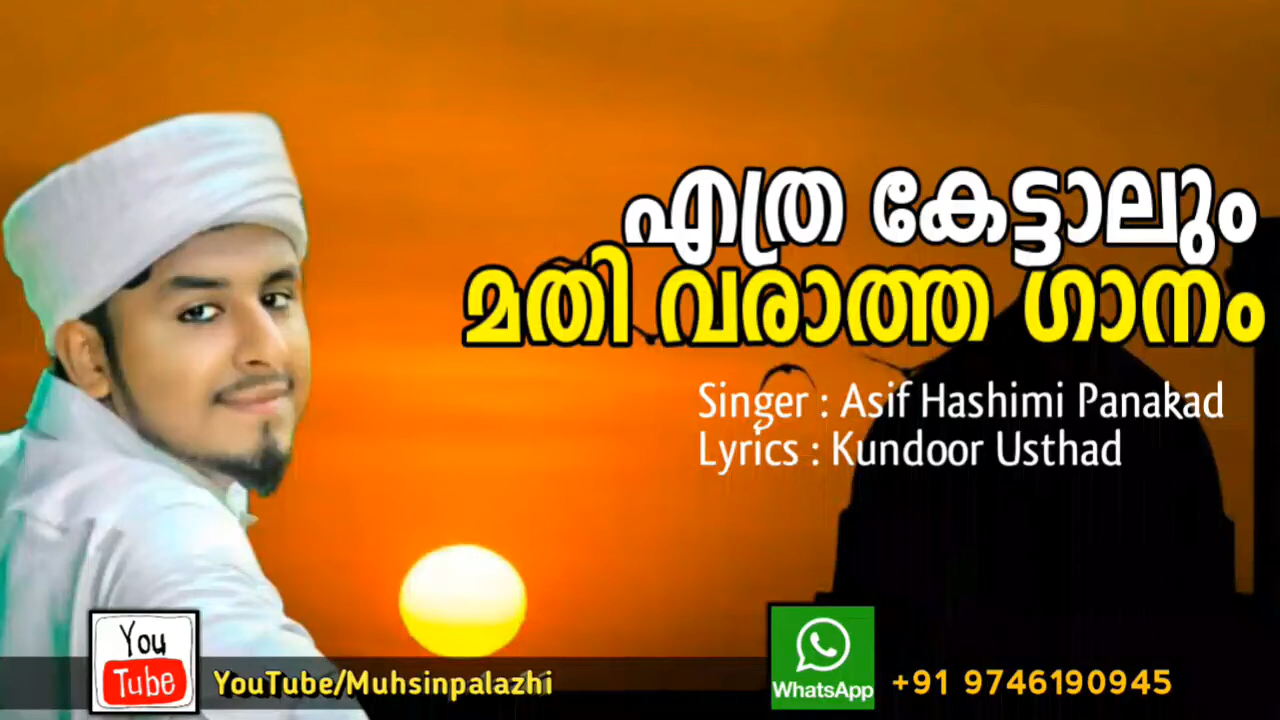 എത്ര കേട്ടാലും
മതി വരാത്ത ഗാനം
Singer : Asif Hashimi Panakad
Lyrics : Kundoor Usthad
You
Tube
YouTube/Muhsinpalazhi
WhatsApp
+91 9746190945